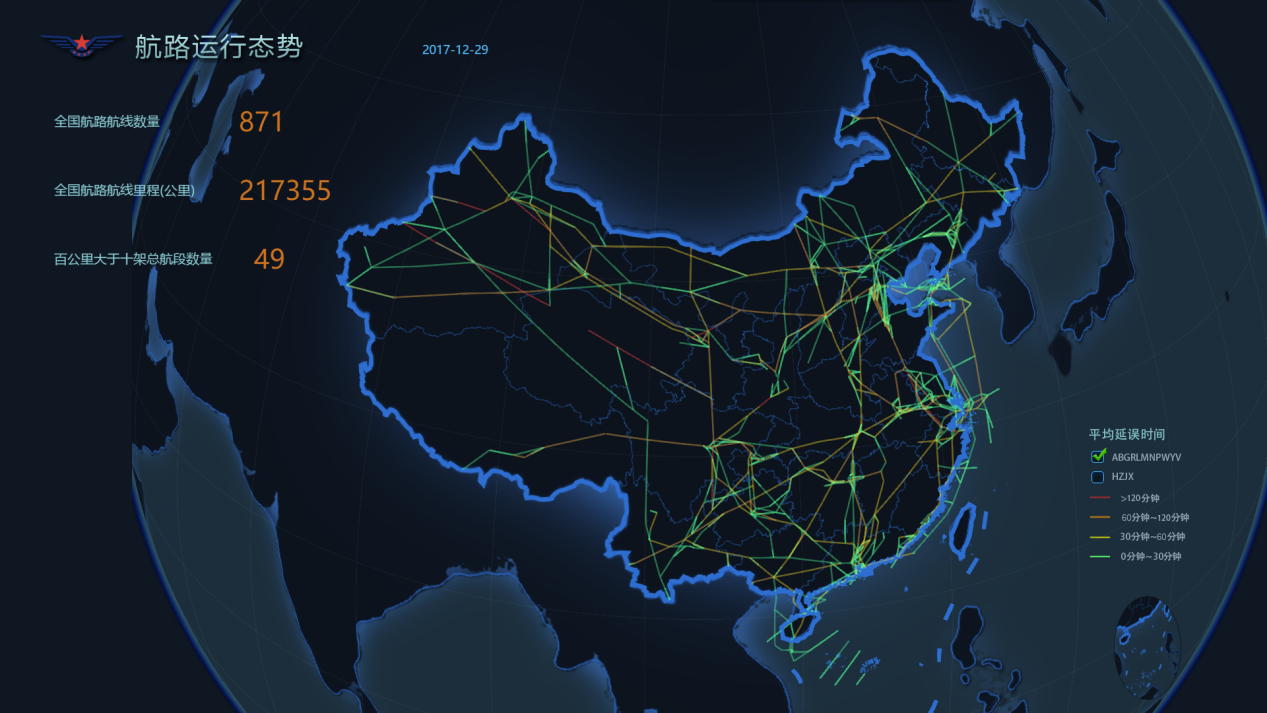 航路运行态势
2017-12-29
全国航路航线数量 871
全国航路航线里程(公里) 217355
百公里大于十架总航段数量 49
平均延误时间
ABGRLMNPWYV
HZJX
>120分钟
60分钟~120分钟
30分钟~60分钟
0分钟~30分钟